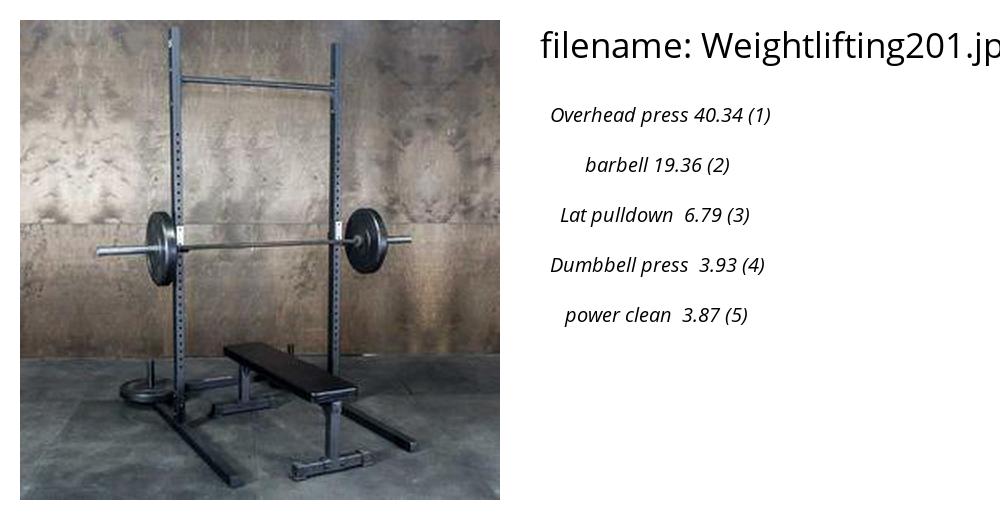 filename: Weightlifting201.jp
Overhead press 40.34 (1)
barbell 19.36 (2)
Lat pulldown 6.79 (3)
Dumbbell press 3.93 (4)
power clean 3.87 (5)